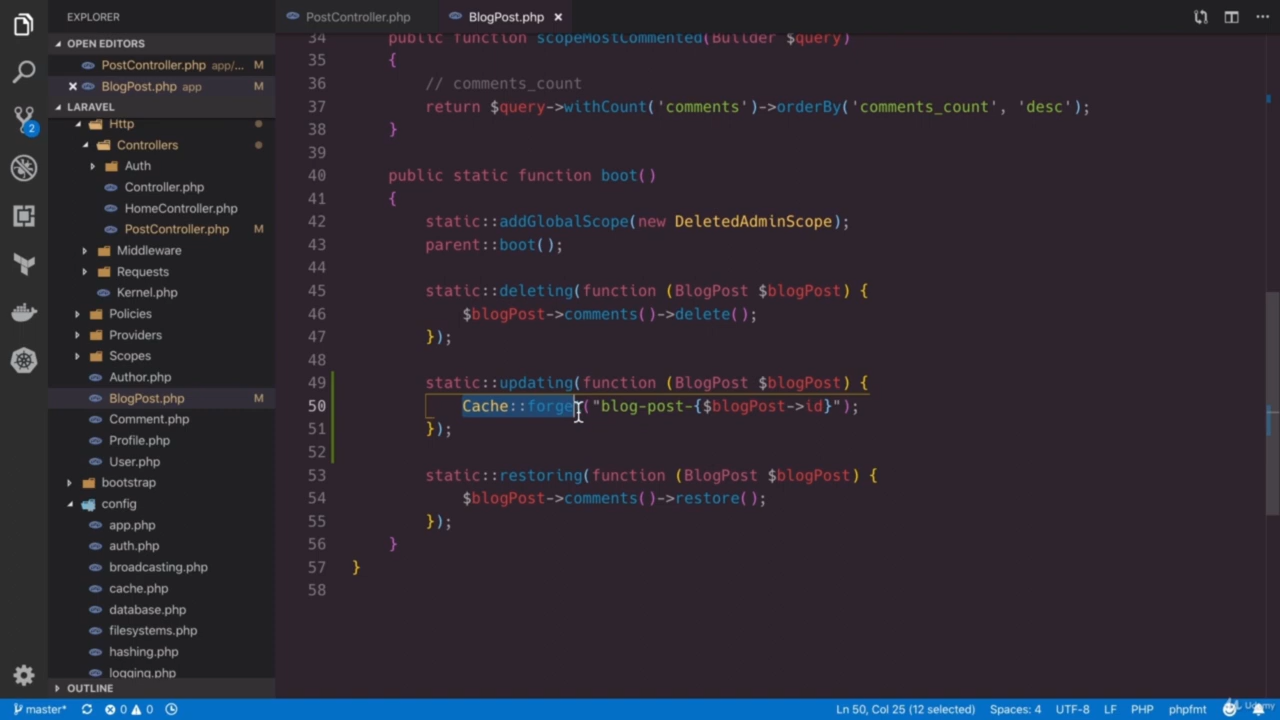 EXPLORER
PostController.php
BlogPost.php ×
OPEN EDITORS
PostController.php app/... M
× BlogPost.php app M
LARAVEL
Http
Controllers
Auth
Controller.php
HomeController.php
PostController.php M
Middleware
Requests
Kernel.php
Policies
Providers
Scopes
Author.php
BlogPost.php M
Comment.php
Profile.php
User.php
bootstrap
config
app.php
auth.php
broadcasting.php
cache.php
database.php
filesystems.php
hashing.php
logging.php
OUTLINE
2
34 public function scopeMostCommented(Builder $query)
35 {
36 // comments_count
37 return $query->withCount('comments')->orderBy('comments_count', 'desc');
38 }
39
40 public static function boot()
41 {
42 static::addGlobalScope(new DeletedAdminScope);
43 parent::boot();
44
45 static::deleting(function (BlogPost $blogPost) {
46 $blogPost->comments()->delete();
47 });
48
49 static::updating(function (BlogPost $blogPost) {
50 Cache::forget("blog-post-{$blogPost->id}");
51 });
52
53 static::restoring(function (BlogPost $blogPost) {
54 $blogPost->comments()->restore();
55 });
56 }
57 }
58
master* 0 0 Ln 50, Col 25 (12 selected) Spaces: 4 UTF-8 LF PHP phpfmt
Udemy